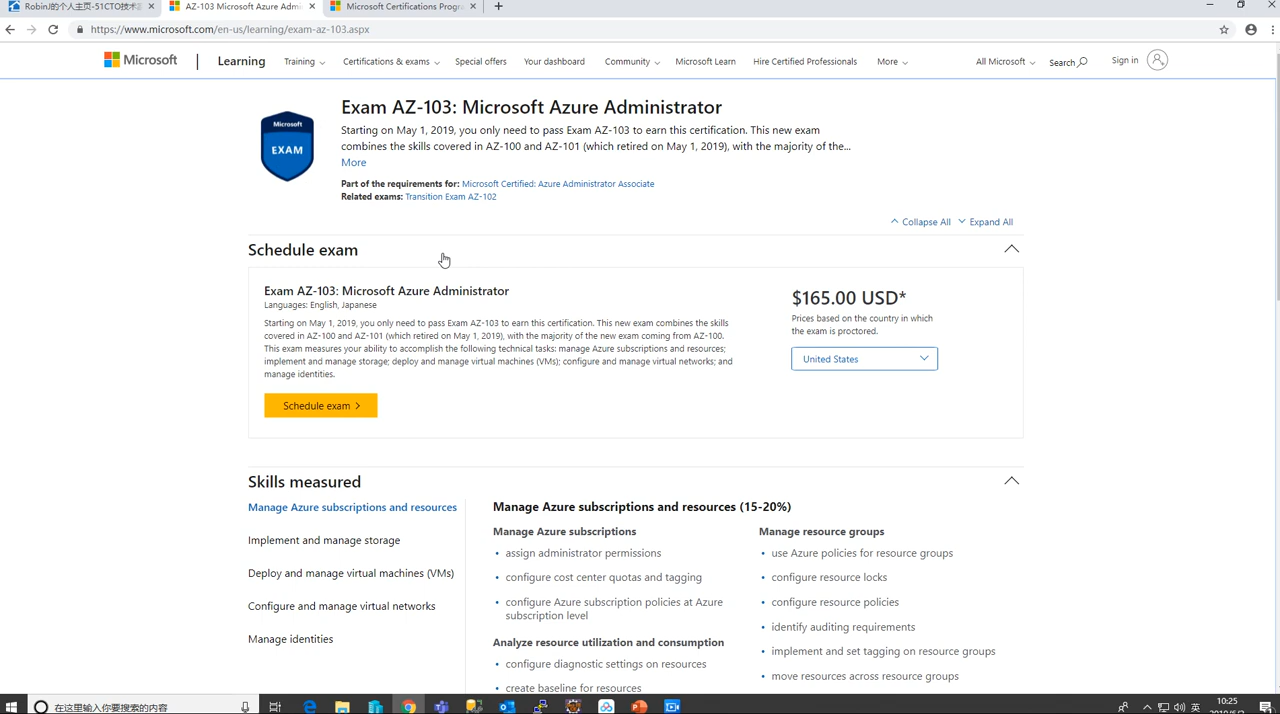 RobinJ的个人主页-51CTO技术
AZ-103 Microsoft Azure Admi
Microsoft Certifications Progr
https://www.microsoft.com/en-us/learning/exam-az-103.aspx
Microsoft
Learning
Training
Certifications & exams
Special offers
Your dashboard
Community
Microsoft Learn
Hire Certified Professionals
More
All Microsoft
Search
Sign in
Microsoft
EXAM
Exam AZ-103: Microsoft Azure Administrator
Starting on May 1, 2019, you only need to pass Exam AZ-103 to earn this certification. This new exam
combines the skills covered in AZ-100 and AZ-101 (which retired on May 1, 2019), with the majority of the...
More
Part of the requirements for: Microsoft Certified: Azure Administrator Associate
Related exams: Transition Exam AZ-102
Collapse All
Expand All
Schedule exam
Exam AZ-103: Microsoft Azure Administrator
Languages: English, Japanese
Starting on May 1, 2019, you only need to pass Exam AZ-103 to earn this certification. This new exam combines the skills
covered in AZ-100 and AZ-101 (which retired on May 1, 2019), with the majority of the new exam coming from AZ-100.
This exam measures your ability to accomplish the following technical tasks: manage Azure subscriptions and resources;
implement and manage storage; deploy and manage virtual machines (VMs); configure and manage virtual networks; and
manage identities.
Schedule exam
$165.00 USD*
Prices based on the country in which
the exam is proctored.
United States
Skills measured
Manage Azure subscriptions and resources
Implement and manage storage
Deploy and manage virtual machines (VMs)
Configure and manage virtual networks
Manage identities
Manage Azure subscriptions and resources (15-20%)
Manage Azure subscriptions
• assign administrator permissions
• configure cost center quotas and tagging
• configure Azure subscription policies at Azure
subscription level
Analyze resource utilization and consumption
• configure diagnostic settings on resources
• create baseline for resources
Manage resource groups
• use Azure policies for resource groups
• configure resource locks
• configure resource policies
• identify auditing requirements
• implement and set tagging on resource groups
• move resources across resource groups
在这里输入你要搜索的内容
英
10:25